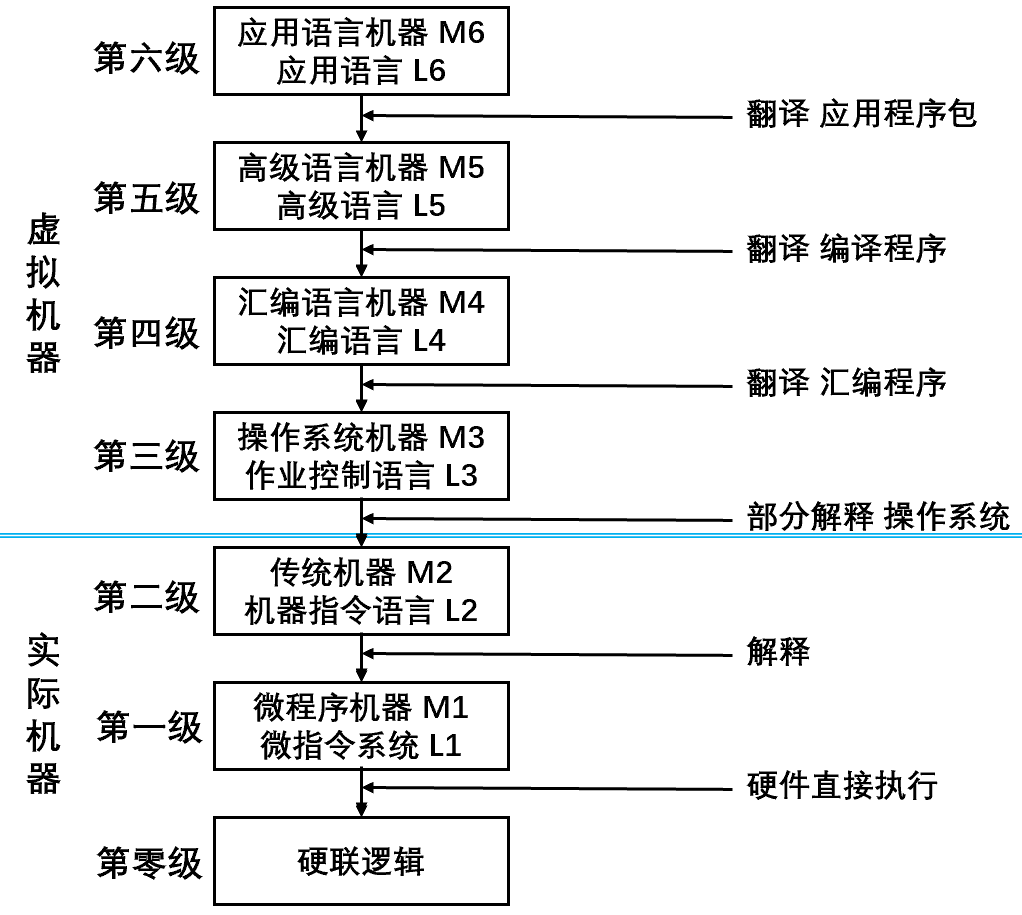 第六级
应用语言机器 M6
应用语言 L6
翻译 应用程序包
第五级
高级语言机器 M5
高级语言 L5
翻译 编译程序
虚拟机器
第四级
汇编语言机器 M4
汇编语言 L4
翻译 汇编程序
第三级
操作系统机器 M3
作业控制语言 L3
部分解释 操作系统
第二级
传统机器 M2
机器指令语言 L2
解释
实际机器
第一级
微程序机器 M1
微指令系统 L1
硬件直接执行
第零级
硬联逻辑